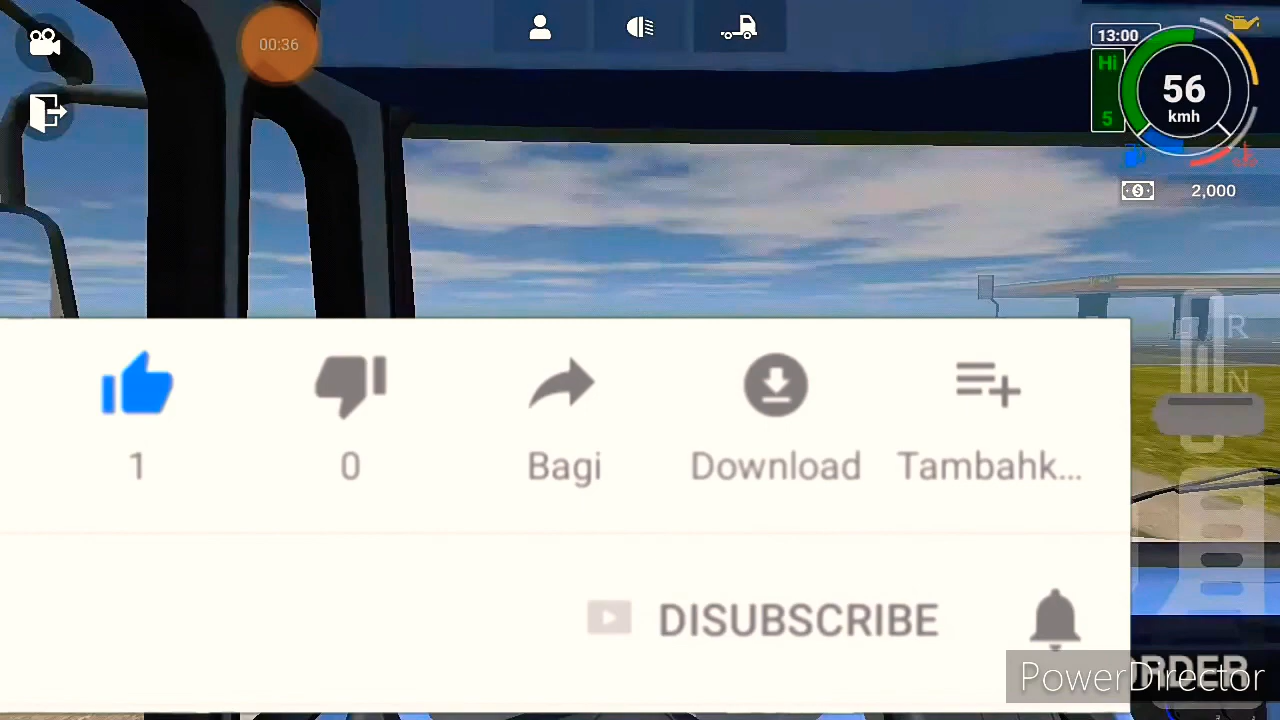 00:36
13:00
Hi
5
56
kmh
2,000
R
N
1
0
Bagi
Download
Tambahk...
DISUBSCRIBE
PowerDirector